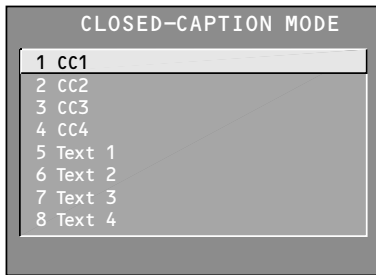 CLOSED-CAPTION MODE
1 CC1
2 CC2
3 CC3
4 CC4
5 Text 1
6 Text 2
7 Text 3
8 Text 4